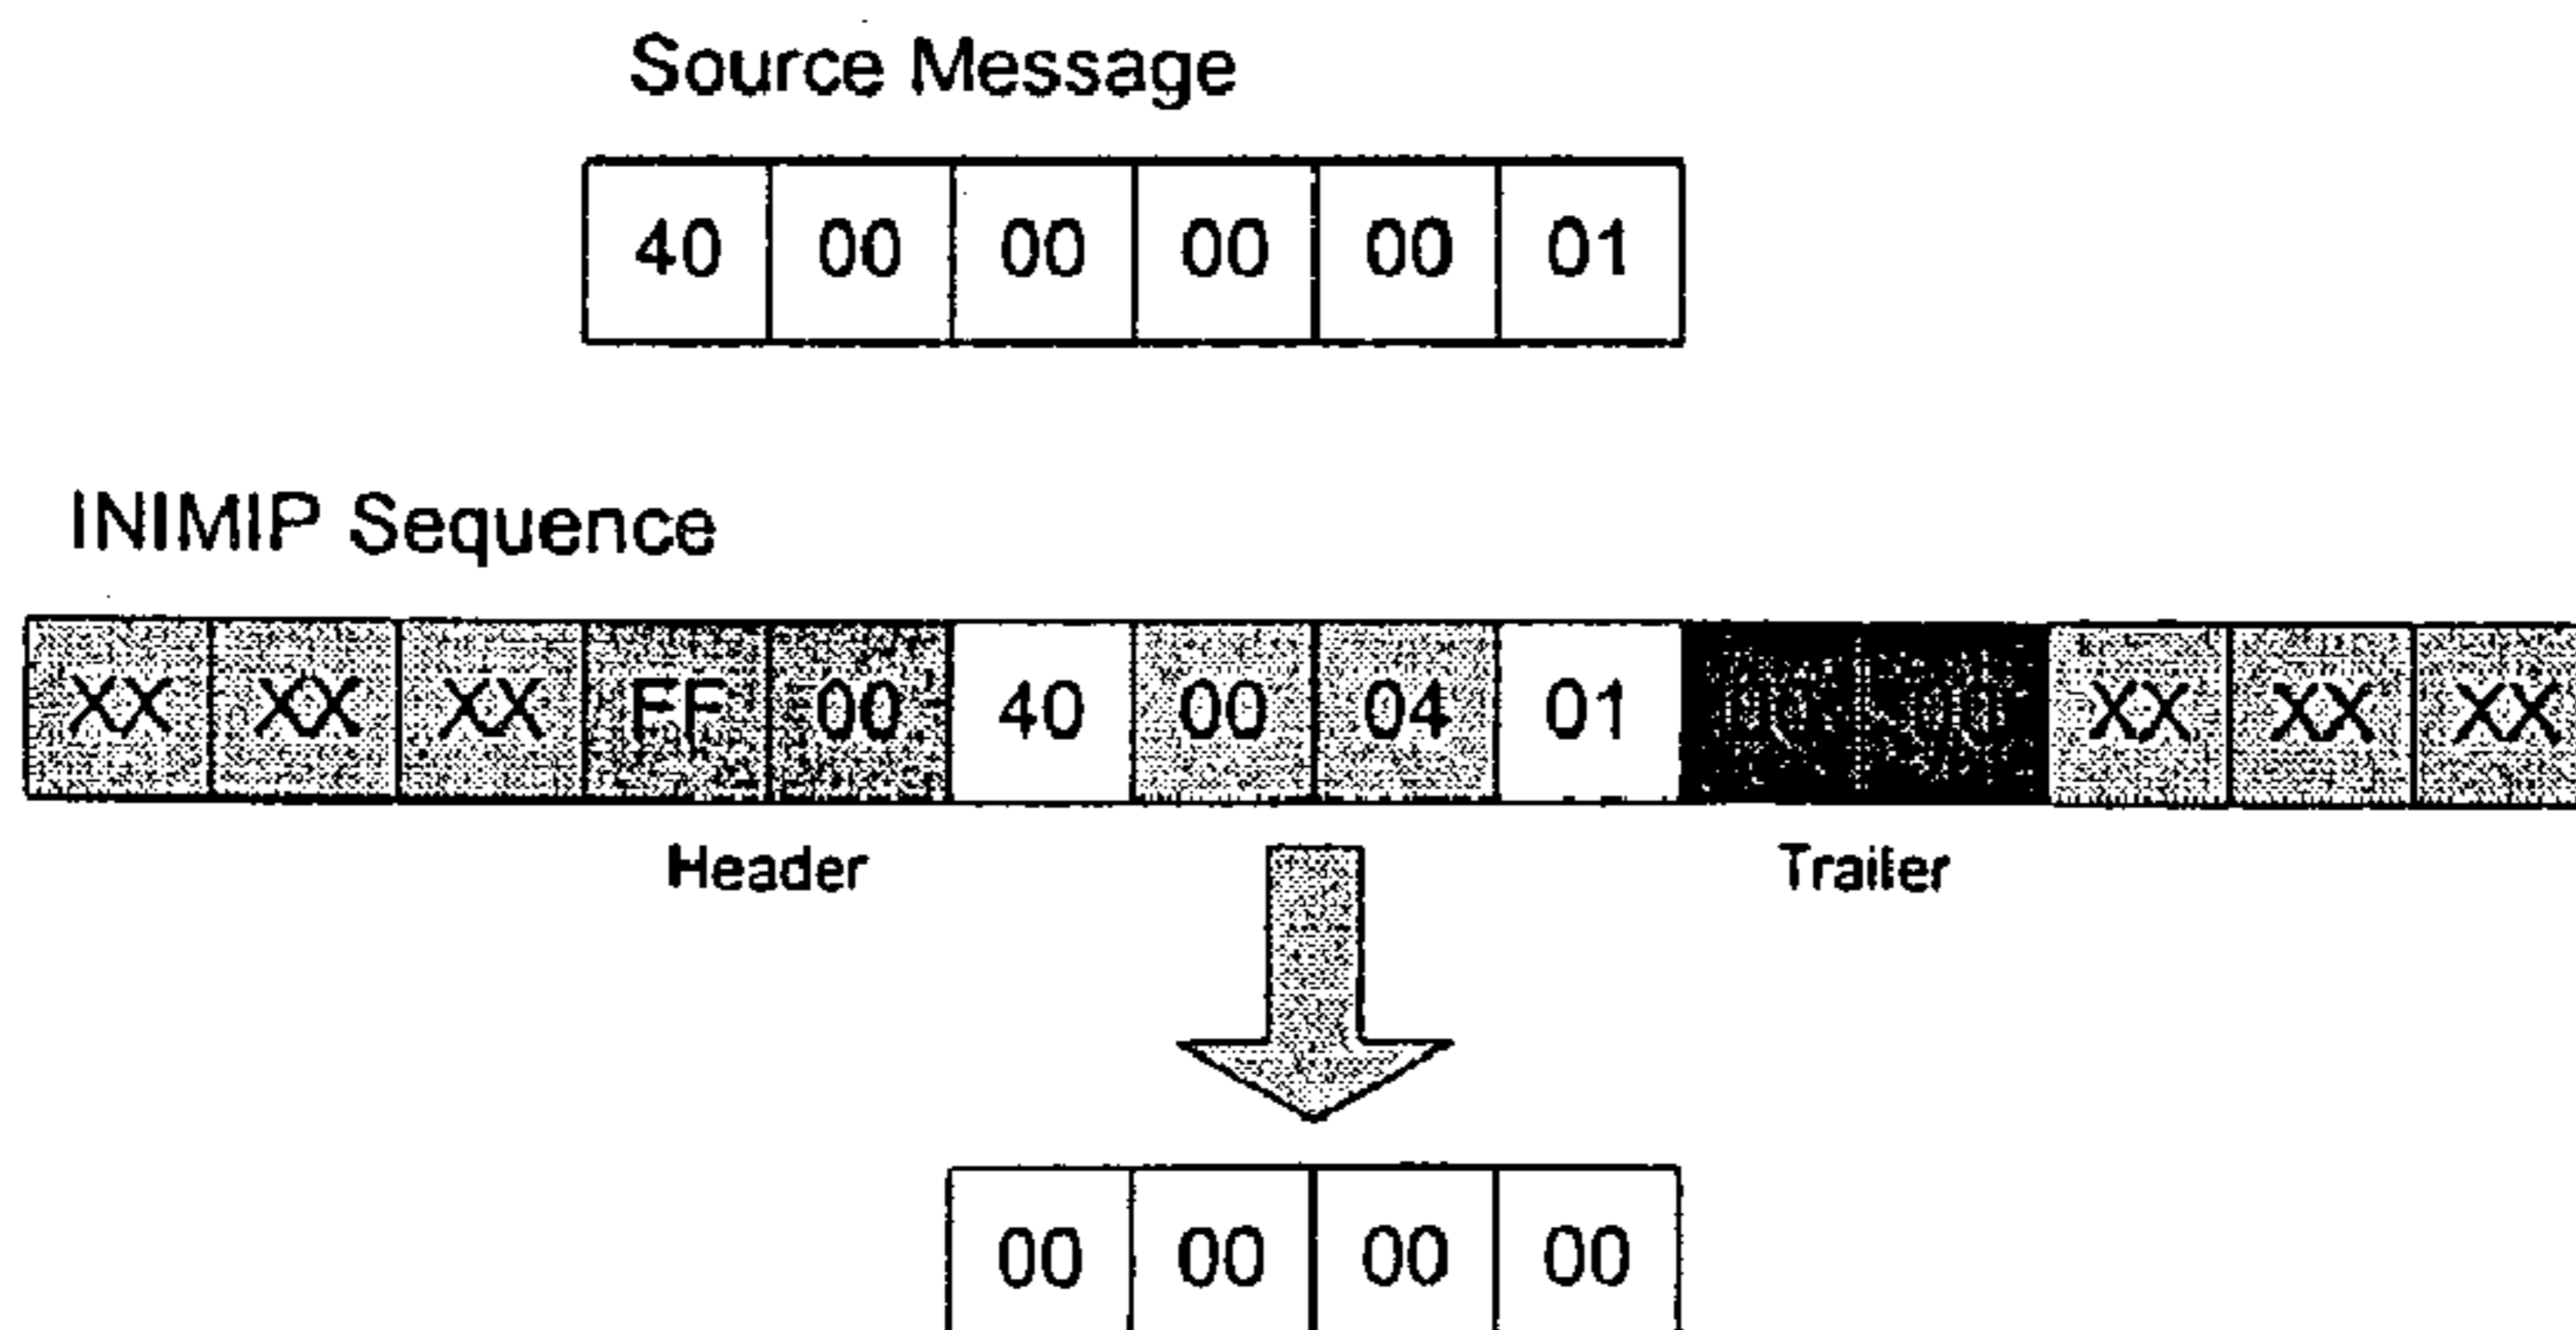 Source Message
40 00 00 00 00 01
INIMIP Sequence
XX XX XX FF 00 40 00 04 01 00 XX XX XX
Header Trailer
00 00 00 00